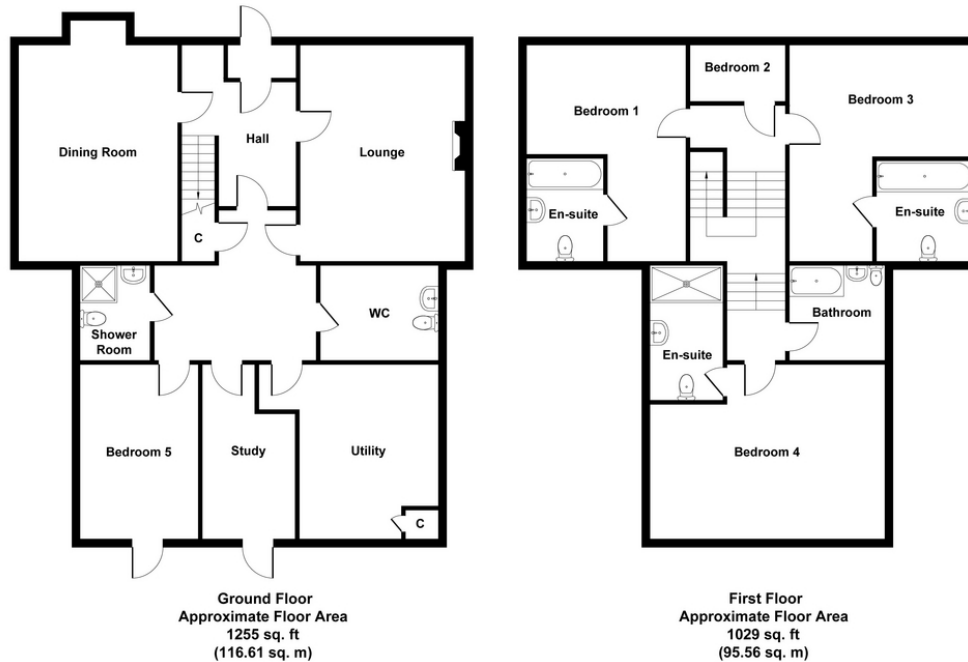 Dining Room
Hall
Lounge
C
Shower
Room
WC
Bedroom 5
Study
Utility
C
Ground Floor
Approximate Floor Area
1255 sq. ft
(116.61 sq. m)
Bedroom 1
Bedroom 2
Bedroom 3
En-suite
En-suite
En-suite
Bathroom
Bedroom 4
First Floor
Approximate Floor Area
1029 sq. ft
(95.56 sq. m)